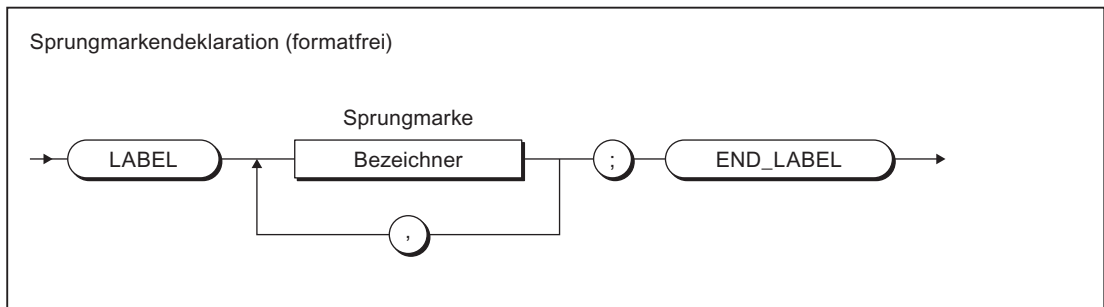 Sprungmarkendeklaration (formatfrei)
Sprungmarke
LABEL
Bezeichner
;
END_LABEL
,